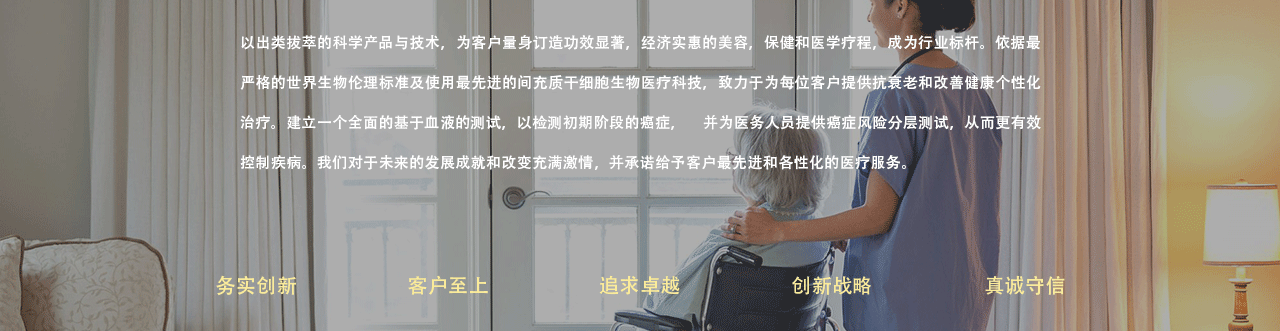 以出类拔萃的科学产品与技术，为客户量身订造功效显著，经济实惠的美容，保健和医学疗程，成为行业标杆。依据最
严格的世界生物伦理标准及使用最先进的间充质干细胞生物医疗科技，致力于为每位客户提供抗衰老和改善健康个性化
治疗。建立一个全面的基于血液的测试，以检测初期阶段的癌症， 并为医务人员提供癌症风险分层测试，从而更有效
控制疾病。我们对于未来的发展成就和改变充满激情，并承诺给予客户最先进和各性化的医疗服务。
务实创新 客户至上 追求卓越 创新战略 真诚守信